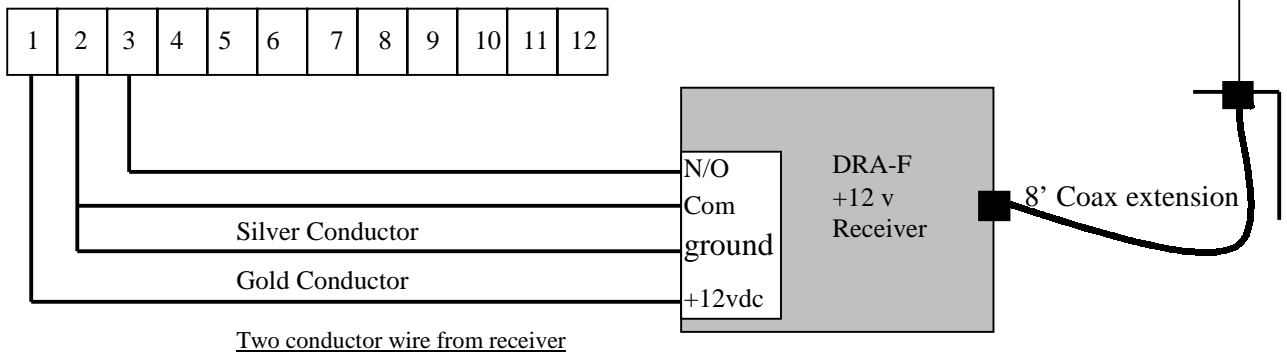 1 2 3 4 5 6 7 8 9 10 11 12
N/O
Com
ground
+12vdc
DRA-F
+12 v
Receiver
8’ Coax extension
Silver Conductor
Gold Conductor
Two conductor wire from receiver